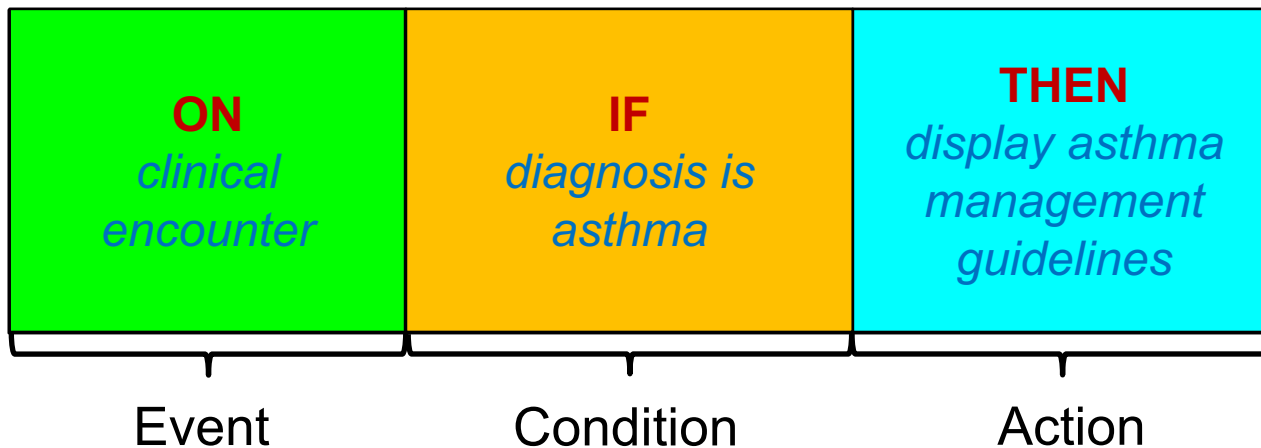 ON
clinical
encounter
IF
diagnosis is
asthma
THEN
display asthma
management
guidelines
Event
Condition
Action